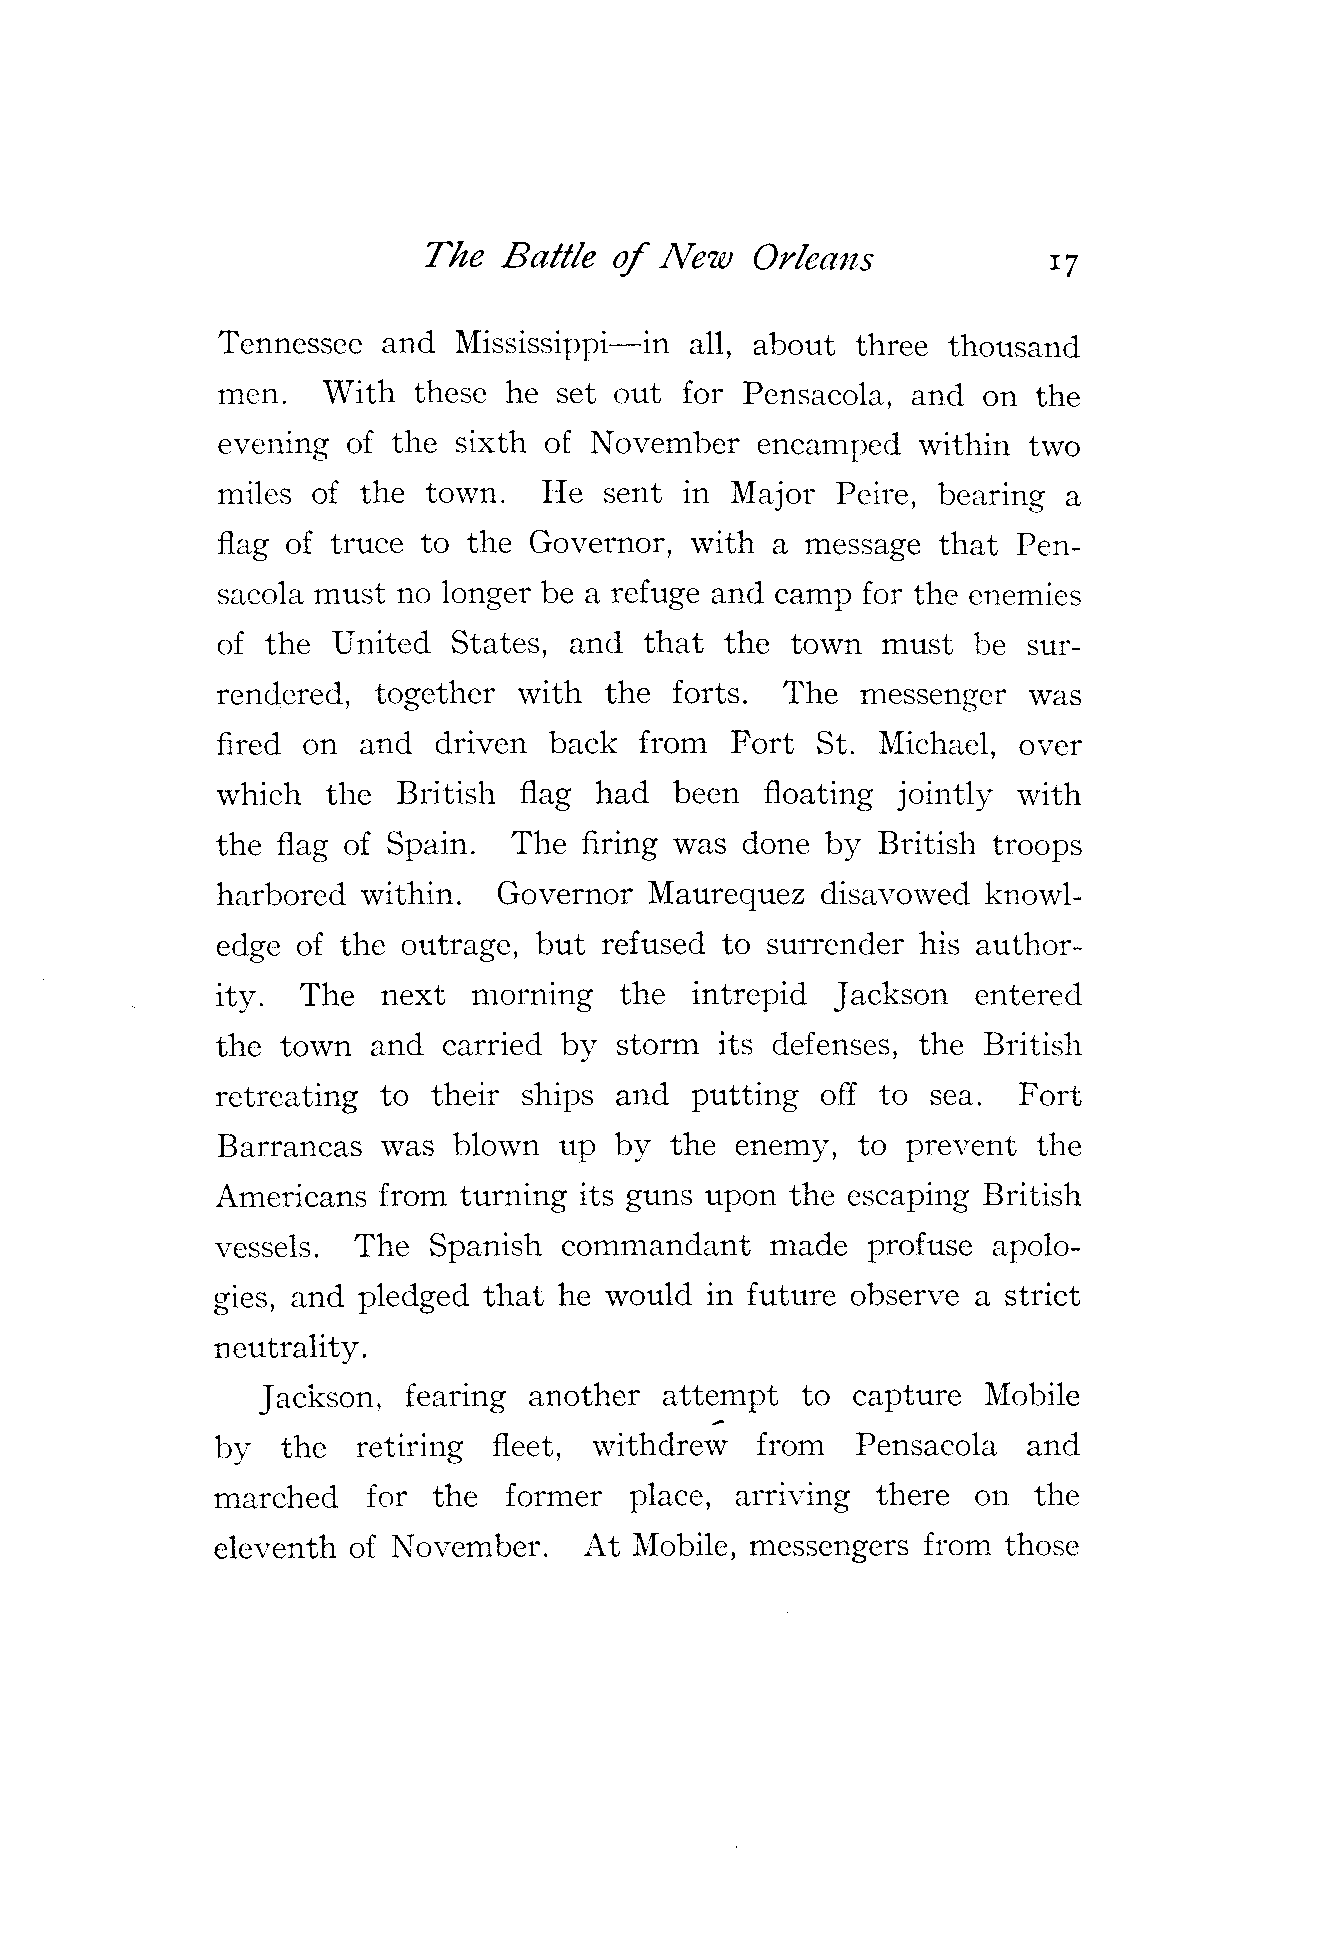 The Battle of New Orleans 17
Tennessee and Mississippi—in all, about three thousand
men. With these he set out for Pensacola, and on the
evening of the sixth of November encamped within two
miles of the town. He sent in Major Peire, bearing a
flag of truce to the Governor, with a message that Pen-
sacola must no longer be a refuge and camp for the enemies
of the United States, and that the town must be sur-
rendered, together with the forts. The messenger was
fired on and driven back from Fort St. Michael, over
which the British flag had been floating jointly with
the flag of Spain. The firing was done by British troops
harbored within. Governor Maurequez disavowed knowl-
edge of the outrage, but refused to surrender his author-
ity. The next morning the intrepid Jackson entered
the town and carried by storm its defenses, the British
retreating to their ships and putting off to sea. Fort
Barrancas was blown up by the enemy, to prevent the
Americans from turning its guns upon the escaping British
vessels. The Spanish commandant made profuse apolo-
gies, and pledged that he would in future observe a strict
neutrality.
Jackson, fearing another attempt to capture Mobile
by the retiring fleet, withdrew from Pensacola and
marched for the former place, arriving there on the
eleventh of November. At Mobile, messengers from those